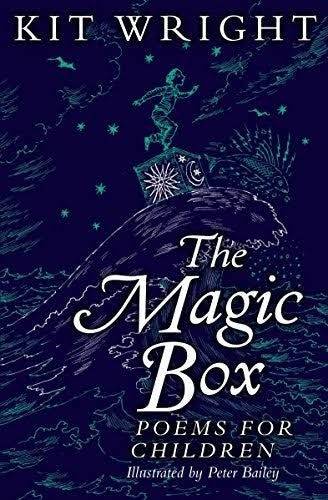 KIT WRIGHT
The
Magic
Box
POEMS FOR
CHILDREN
Illustrated by Peter Bailey